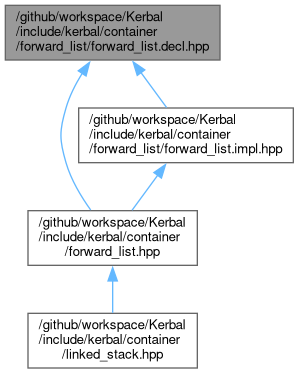 /github/workspace/Kerbal
/include/kerbal/container
/forward_list/forward_list.decl.hpp
/github/workspace/Kerbal
/include/kerbal/container
/forward_list/forward_list.impl.hpp
/github/workspace/Kerbal
/include/kerbal/container
/forward_list.hpp
/github/workspace/Kerbal
/include/kerbal/container
/linked_stack.hpp